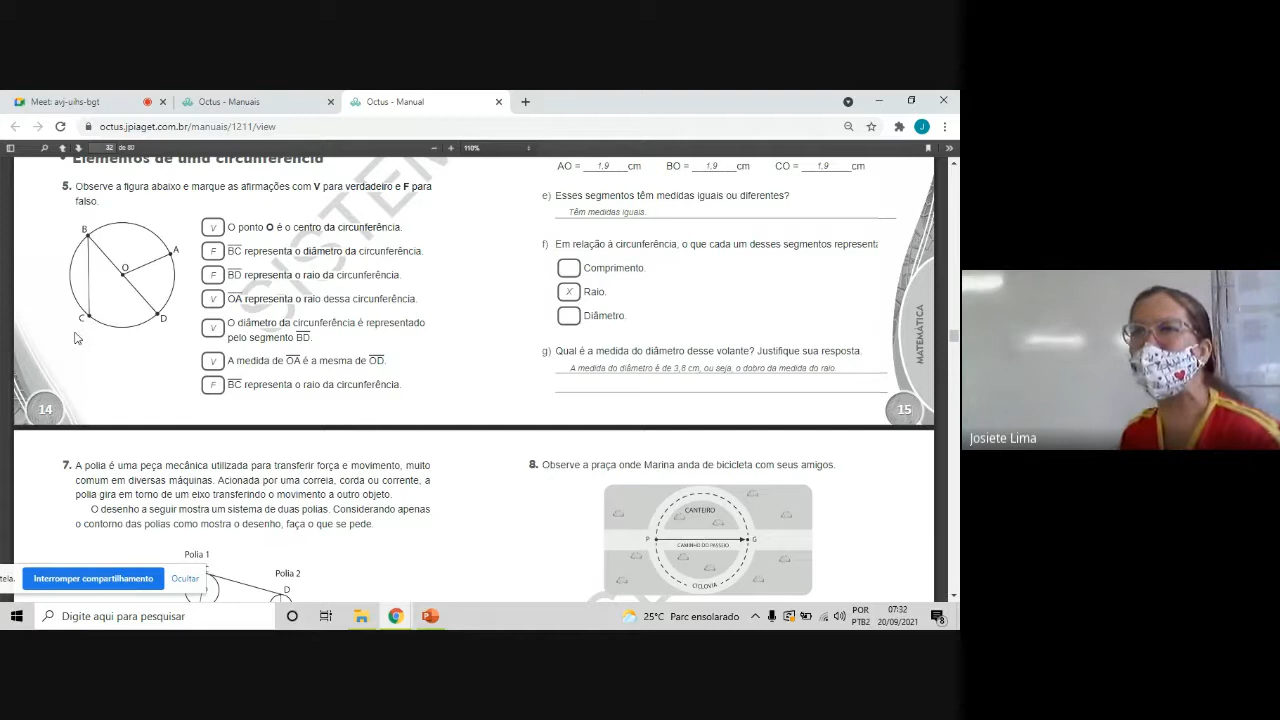 Meet: avj-uihs-bgt
Octus - Manuais
Octus - Manual
octus.jpiaget.com.br/manuais/1211/view
32 de 80
110%
Elementos de uma circunferência
5. Observe a figura abaixo e marque as afirmações com V para verdadeiro e F para
falso.
B
A
O
C
D
V O ponto O é o centro da circunferência.
F BC representa o diâmetro da circunferência.
F BD representa o raio da circunferência.
V OA representa o raio dessa circunferência.
V O diâmetro da circunferência é representado
pelo segmento BD.
V A medida de OA é a mesma de OD.
F BC representa o raio da circunferência.
14
AO = 1,9 cm BO = 1,9 cm CO = 1,9 cm
e) Esses segmentos têm medidas iguais ou diferentes?
Têm medidas iguais.
f) Em relação à circunferência, o que cada um desses segmentos representa
Comprimento.
X Raio.
Diâmetro.
g) Qual é a medida do diâmetro desse volante? Justifique sua resposta.
A medida do diâmetro é de 3,8 cm, ou seja, o dobro da medida do raio.
MATEMÁTICA
15
SISTEM
7. A polia é uma peça mecânica utilizada para transferir força e movimento, muito
comum em diversas máquinas. Acionada por uma correia, corda ou corrente, a
polia gira em torno de um eixo transferindo o movimento a outro objeto.
O desenho a seguir mostra um sistema de duas polias. Considerando apenas
o contorno das polias como mostra o desenho, faça o que se pede.
Polia 1
Polia 2
D
8. Observe a praça onde Marina anda de bicicleta com seus amigos.
CANTEIRO
P
G
CAMINHO DO PASSEIO
CICLOVIA
tela.
Interromper compartilhamento
Ocultar
Digite aqui para pesquisar
25°C Parc ensolarado
POR
PTB2
07:32
20/09/2021
8
Josiete Lima